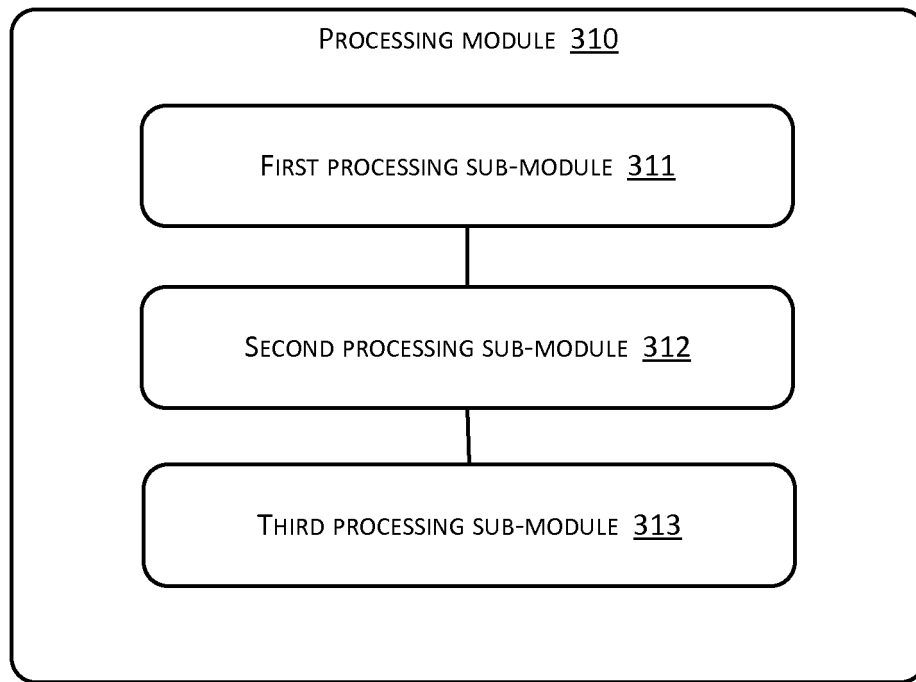 PROCESSING MODULE 310
FIRST PROCESSING SUB-MODULE 311
SECOND PROCESSING SUB-MODULE 312
THIRD PROCESSING SUB-MODULE 313